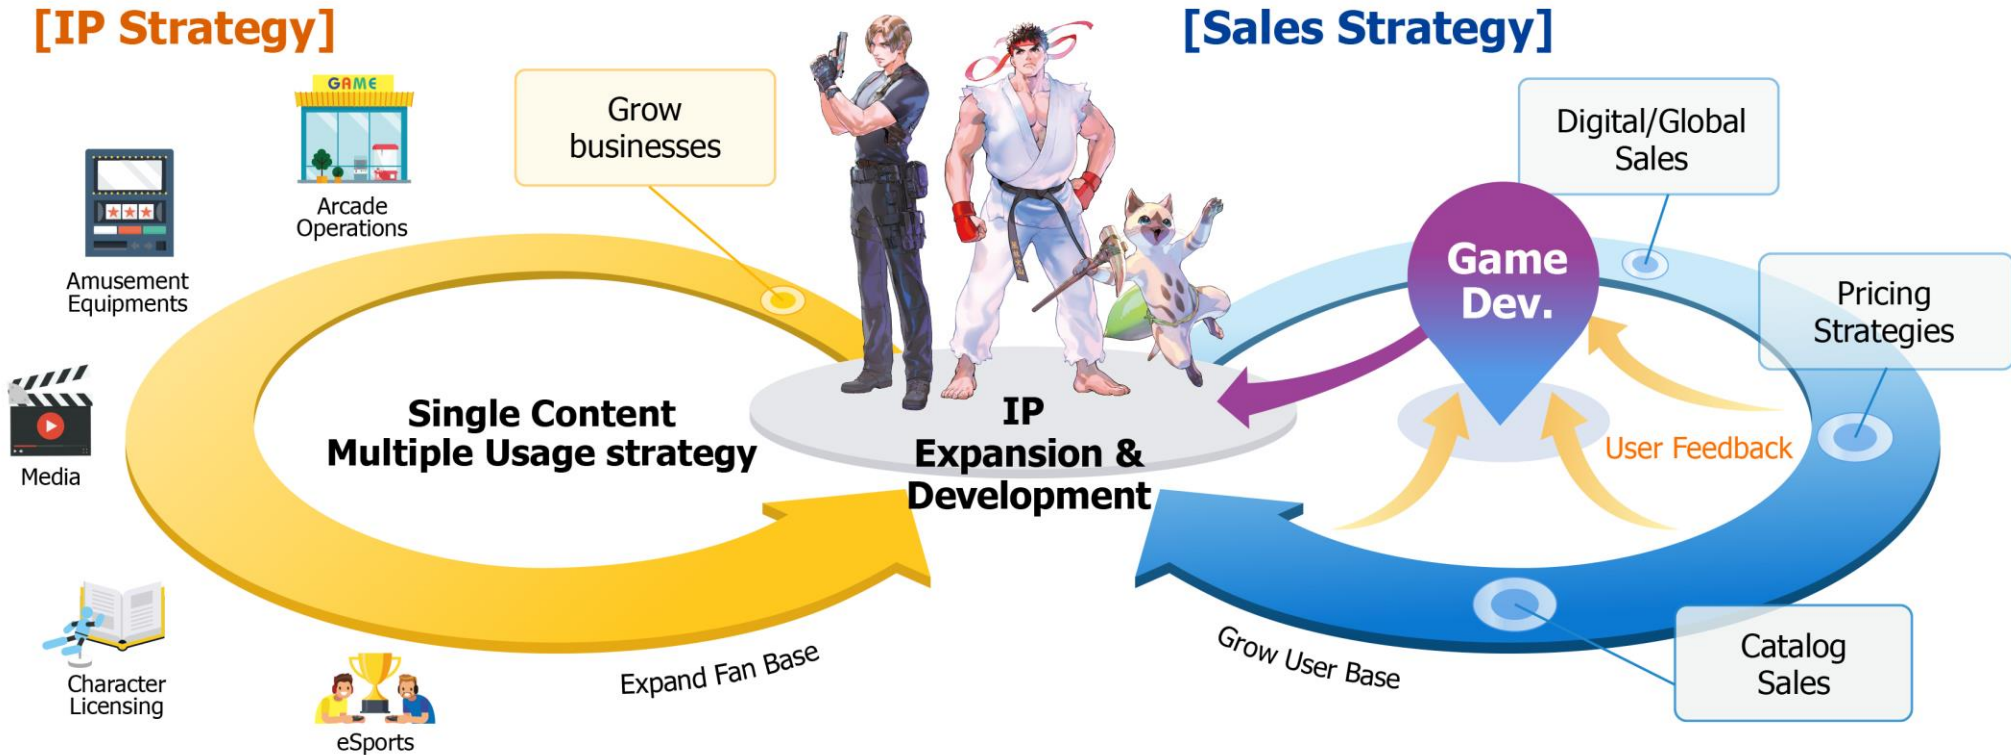 [IP Strategy]
[Sales Strategy]
GAME
Arcade
Operations
Amusement
Equipments
Media
Character
Licensing
eSports
Grow
businesses
Single Content
Multiple Usage strategy
Expand Fan Base
IP
Expansion &
Development
Game
Dev.
Digital/Global
Sales
Pricing
Strategies
User Feedback
Catalog
Sales
Grow User Base